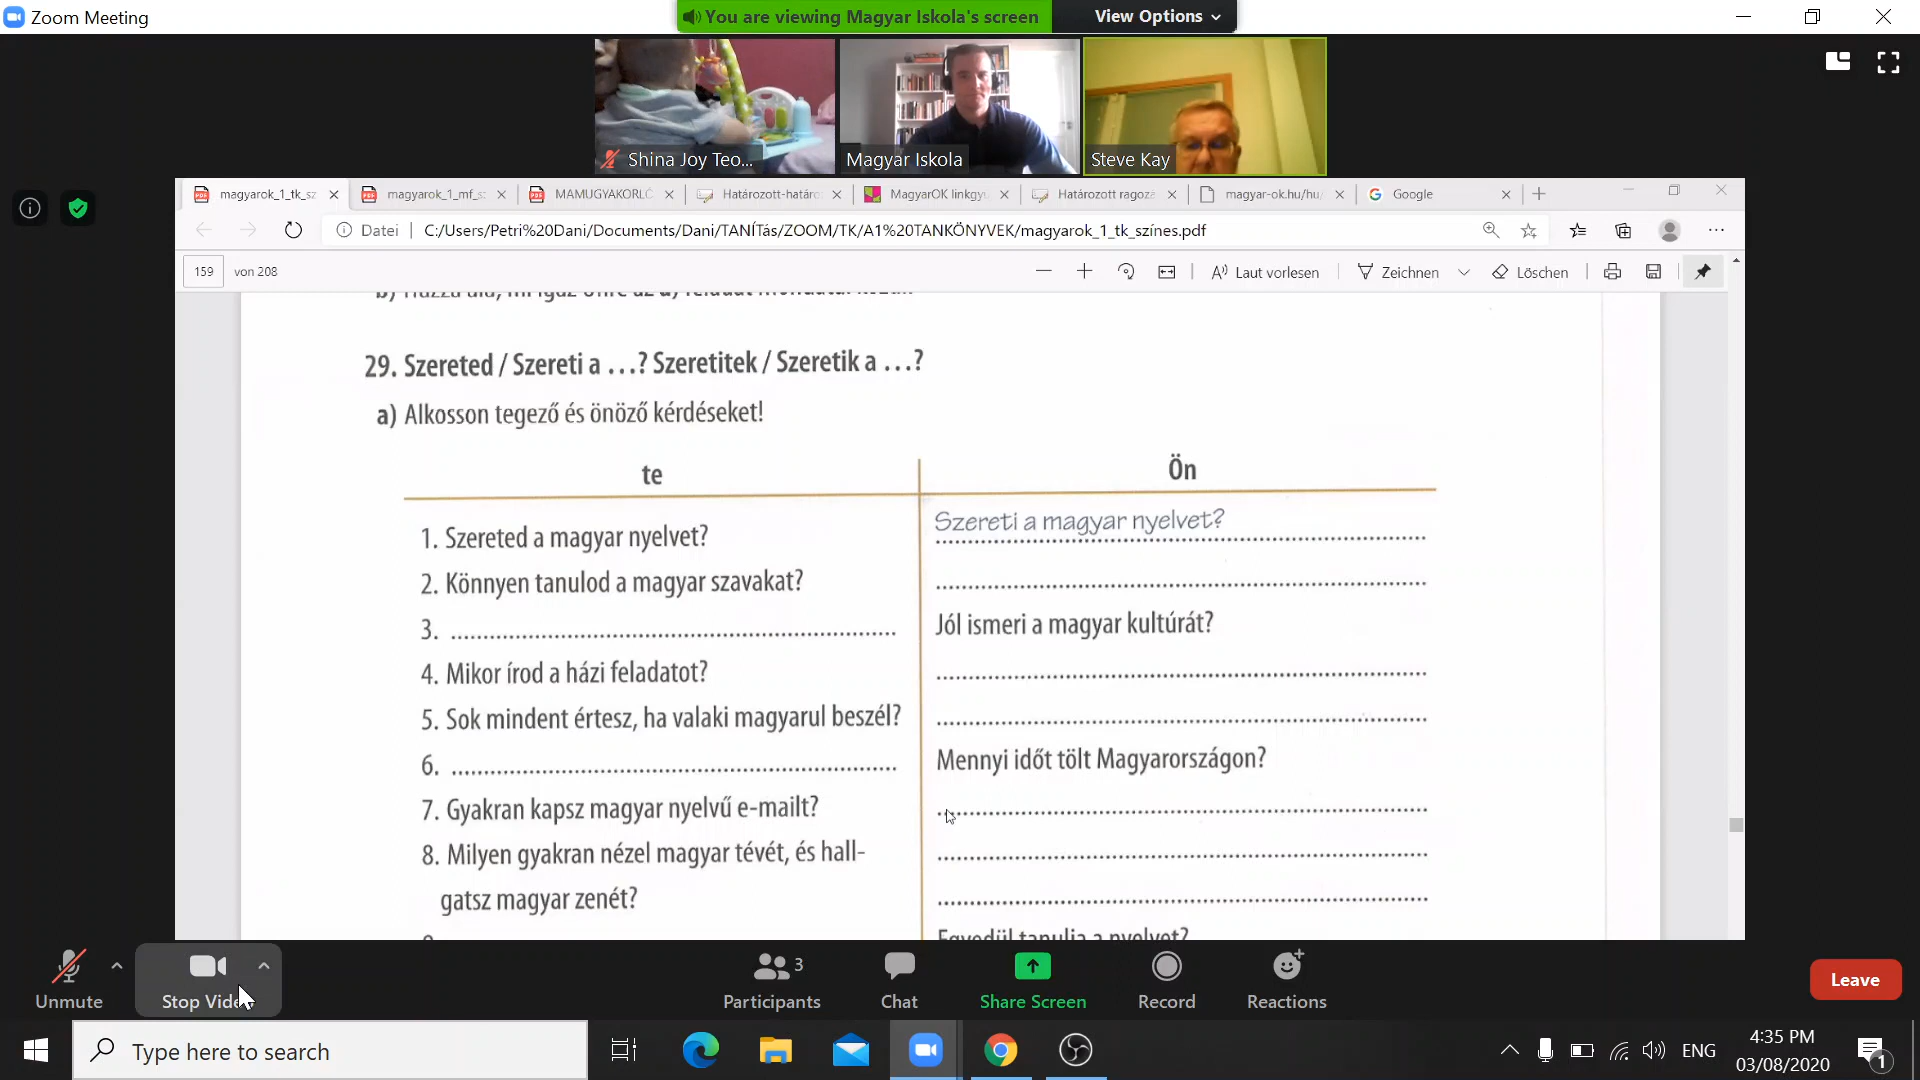 Zoom Meeting
You are viewing Magyar Iskola's screen
View Options
Shina Joy Teo...
Magyar Iskola
Steve Kay
magyarok_1_tk_sz
magyarok_1_mf_s
MAMUGYAKORLÓ
Határozott-határo
MagyarOK linkgy
Határozott ragozá
magyar-ok.hu/hu/
Google
Datei
C:/Users/Petri%20Dani/Documents/Dani/TANÍTás/ZOOM/TK/A1%20TANKÖNYVEK/magyarok_1_tk_színes.pdf
159 von 208
Laut vorlesen
Zeichnen
Löschen
29. Szereted / Szereti a ...? Szeretitek / Szeretik a ...?
a) Alkosson tegező és önöző kérdéseket!
te
Ön
1. Szereted a magyar nyelvet?
Szereti a magyar nyelvet?
2. Könnyen tanulod a magyar szavakat?
3.
Jól ismeri a magyar kultúrát?
4. Mikor írod a házi feladatot?
5. Sok mindent értesz, ha valaki magyarul beszél?
6.
Mennyi időt tölt Magyarországon?
7. Gyakran kapsz magyar nyelvű e-mailt?
8. Milyen gyakran nézel magyar tévét, és hall-
gatsz magyar zenét?
Egyedül tanulja a nyelvet?
Unmute
Stop Video
Participants
3
Chat
Share Screen
Record
Reactions
Leave
Type here to search
ENG
4:35 PM
03/08/2020
1